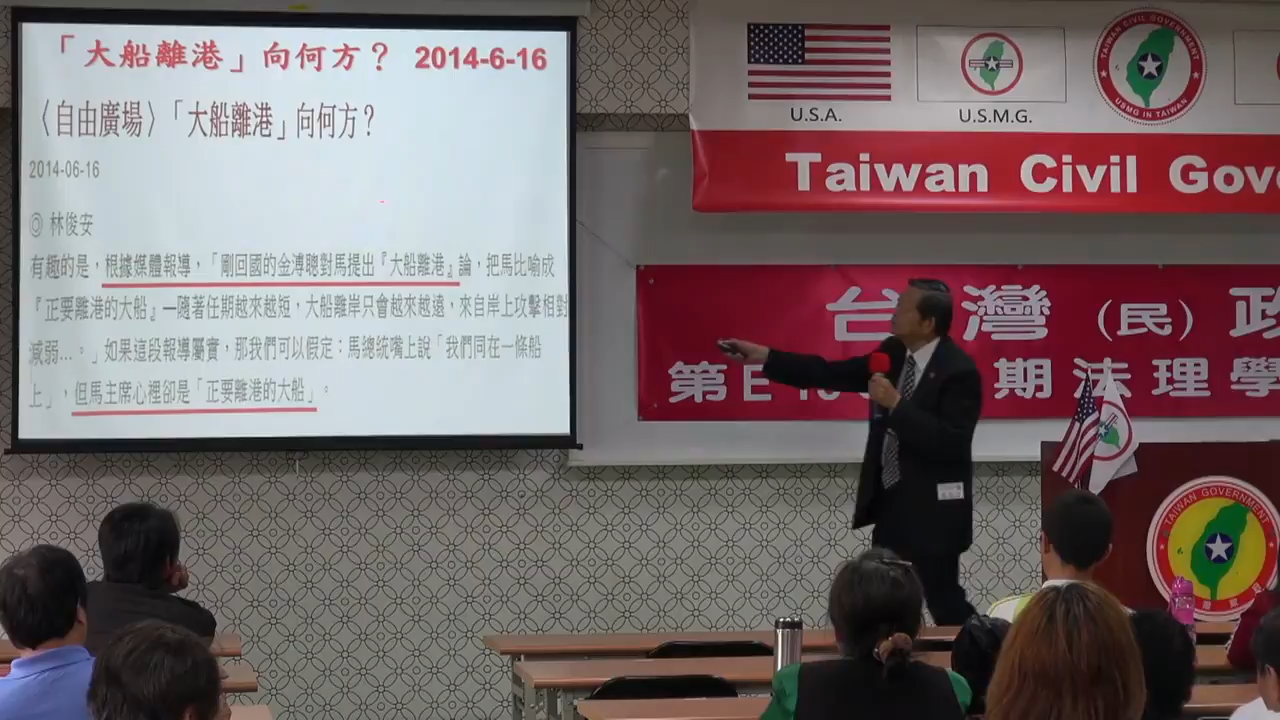 「大船離港」向何方？ 2014-6-16
〈自由廣場〉「大船離港」向何方？
2014-06-16
◎ 林俊安
有趣的是，根據媒體報導，「剛回國的金溥聰對馬提出『大船離港』論，把馬比喻成
『正要離港的大船』—隨著任期越來越短，大船離岸只會越來越遠，來自岸上攻擊相對
減弱…。」如果這段報導屬實，那我們可以假定：馬總統嘴上說「我們同在一條船
上」，但馬主席心裡卻是「正要離港的大船」。
U.S.A.
U.S.M.G.
TAIWAN CIVIL GOVERNMENT
USMG IN TAIWAN
Taiwan Civil Gov
台灣（民）政
第E 期法理學
TAIWAN GOVERNMENT